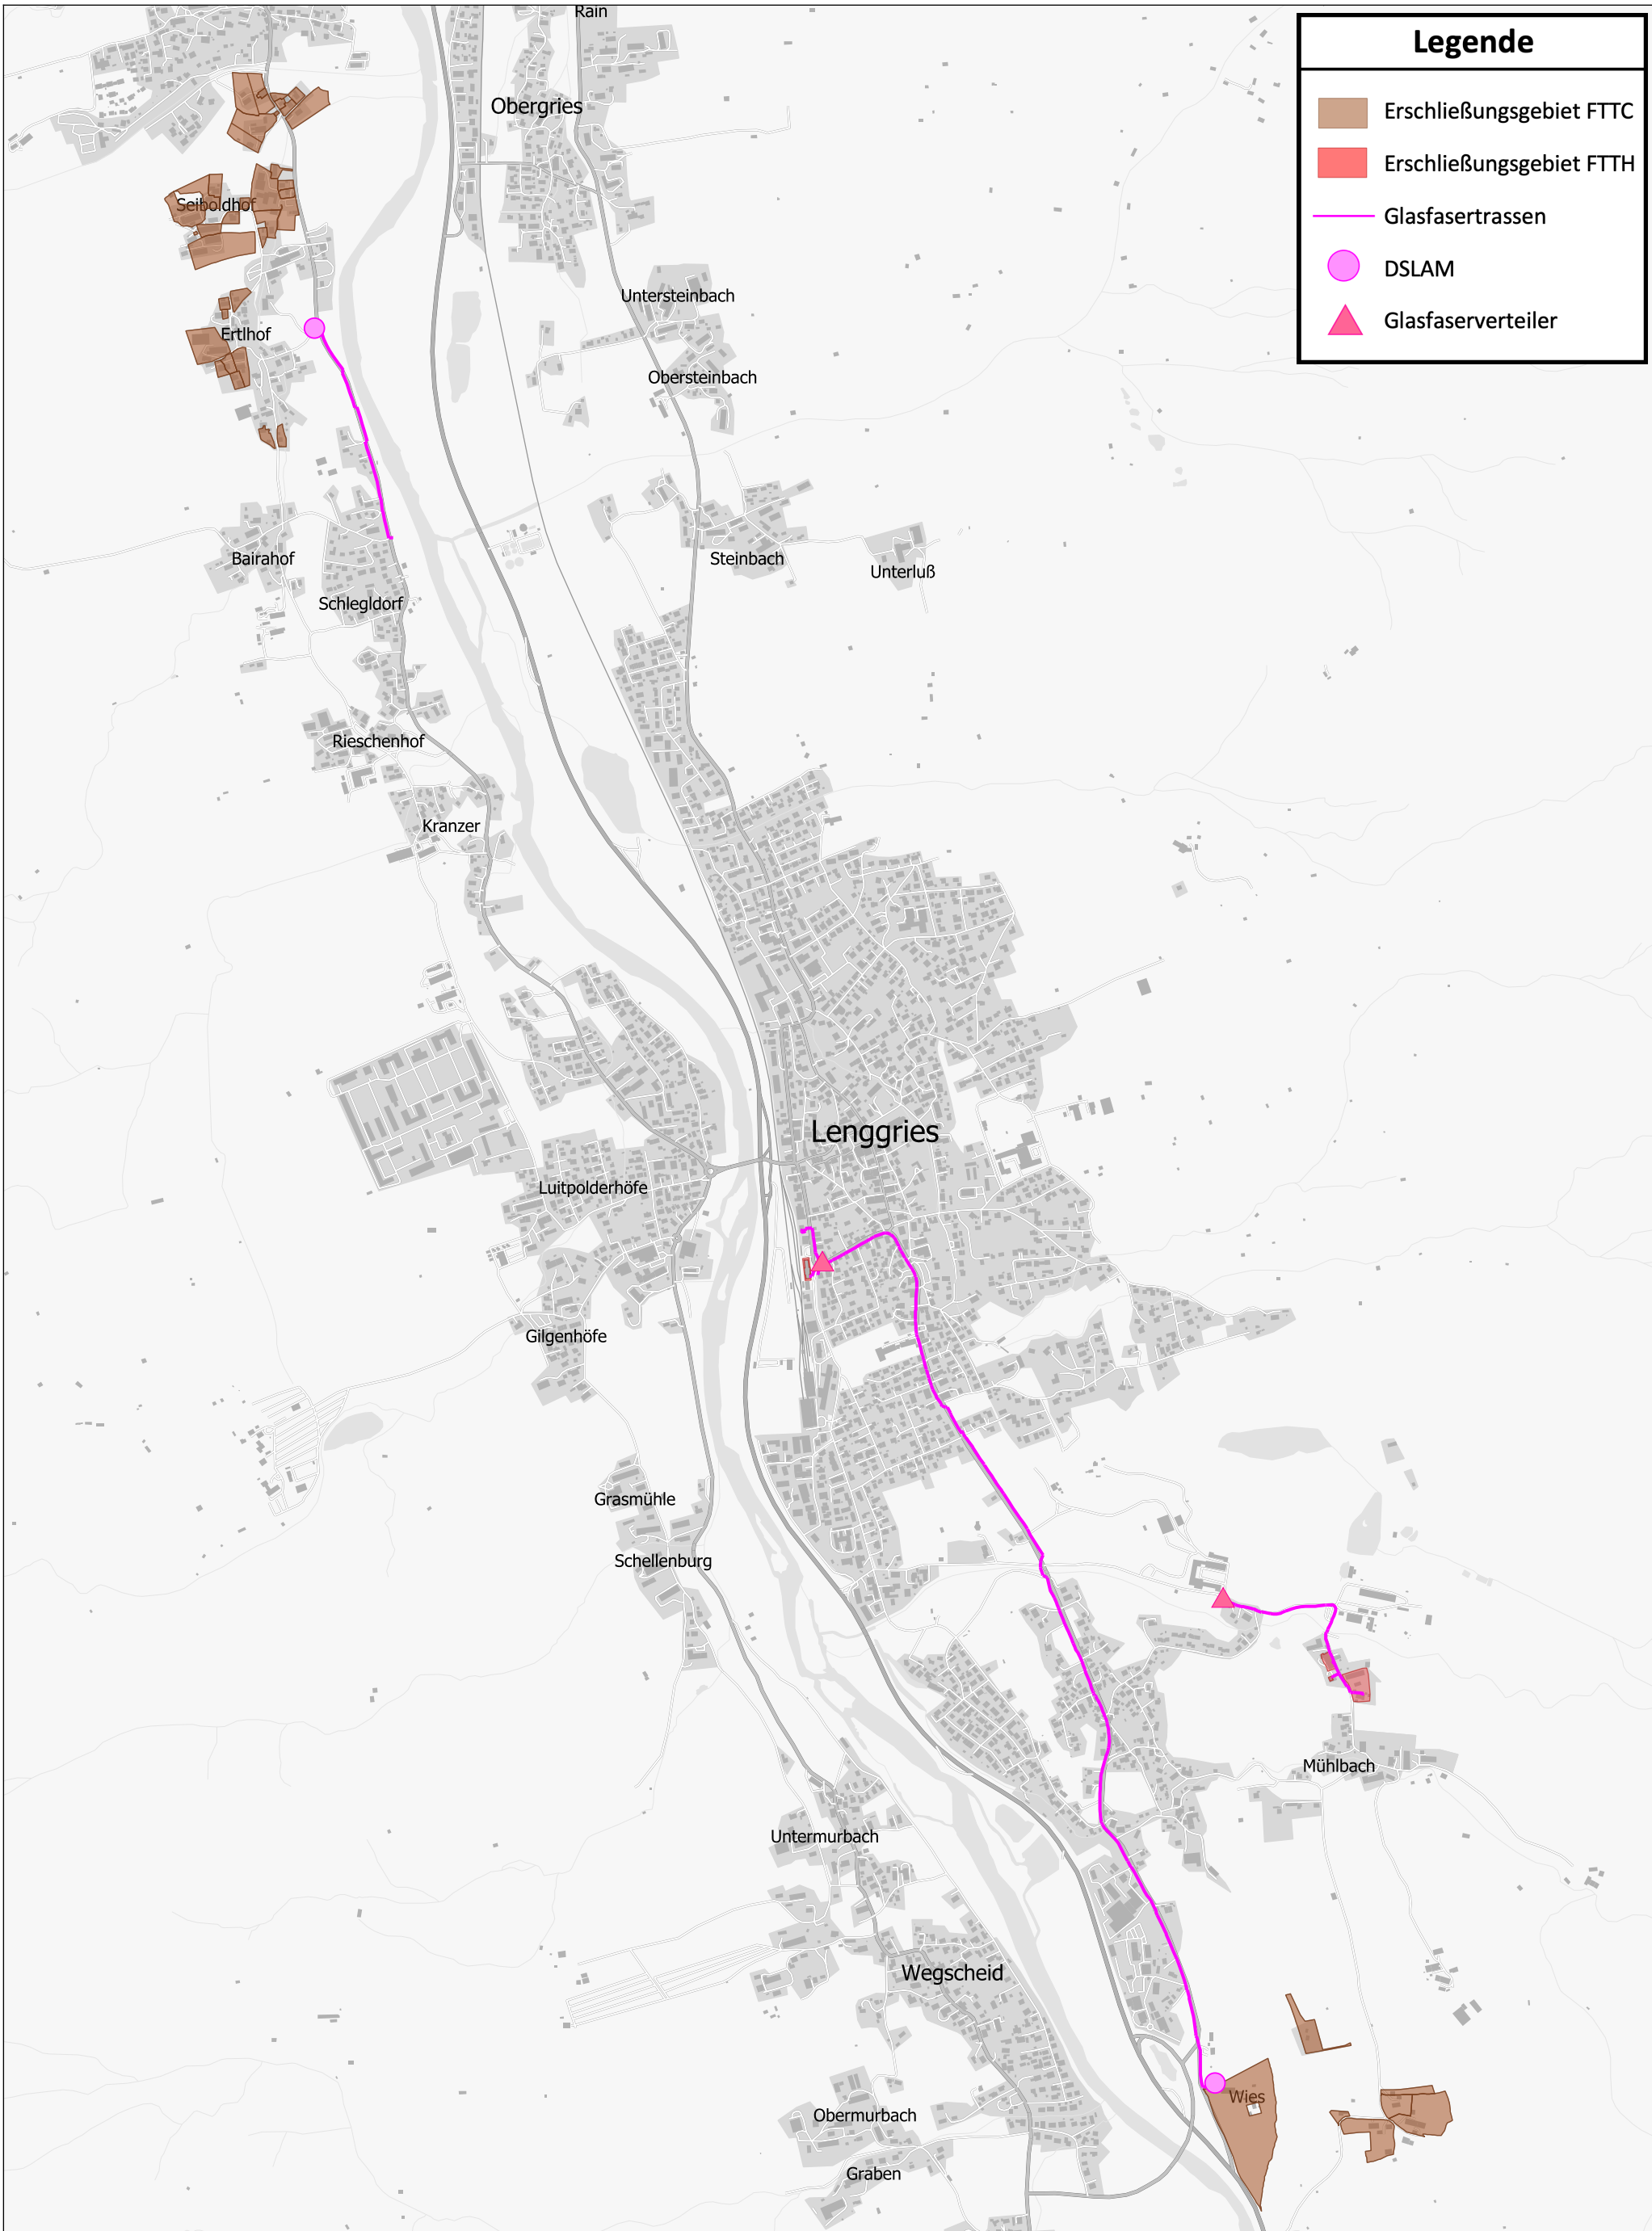 Rain
Legende
Obergries
Erschließungsgebiet FTTC
Erschließungsgebiet FTTH
Seiboldhof
Glasfasertrassen
DSLAM
Untersteinbach
Glasfaserverteiler
Ertlhof
Obersteinbach
Bairahof
Steinbach
Unterluß
Schlegldorf
Rieschenhof
Kranzer
Lenggries
Luitpolderhöfe
Gilgenhöfe
Grasmühle
Schellenburg
Mühlbach
Untermurbach
Wegscheid
Wies
Obermurbach
Graben